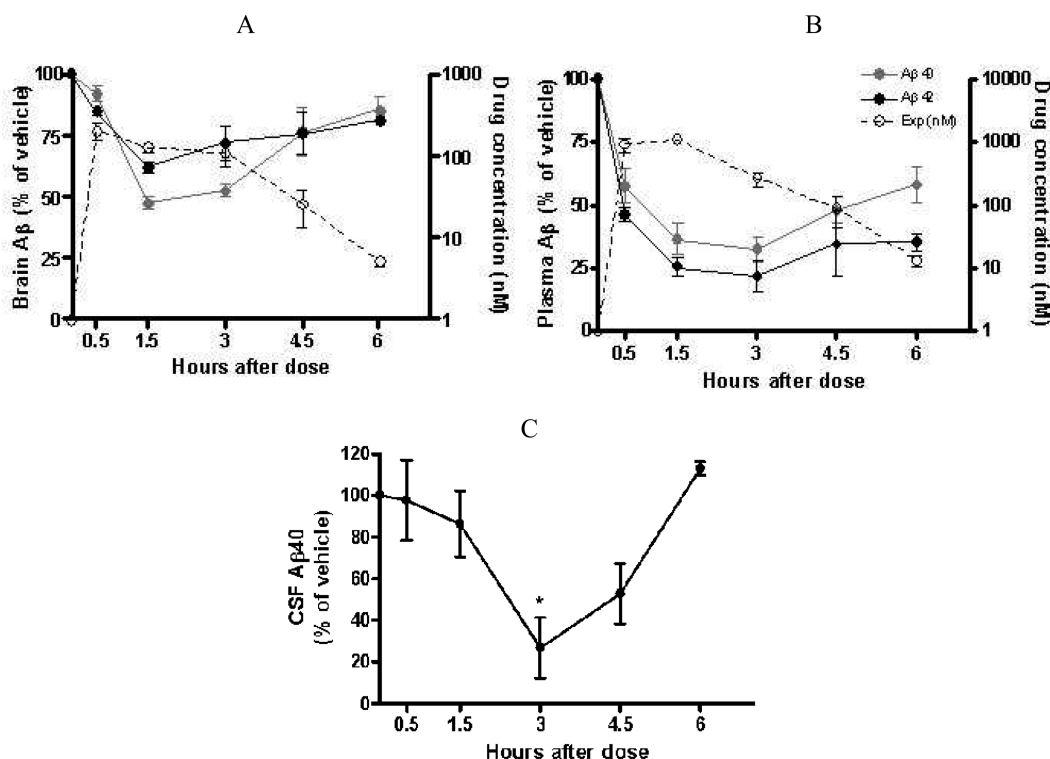 A
Brain Aβ (% of vehicle)
100
75
50
25
0
0.5
1.5
3
4.5
6
Hours after dose
1000
100
10
1
Drug concentration (nM)
B
Plasma Aβ (% of vehicle)
100
75
50
25
0
0.5
1.5
3
4.5
6
Hours after dose
Aβ 40
Aβ 42
Exp(nM)
10000
1000
100
10
1
Drug concentration (nM)
C
CSF Aβ40
(% of vehicle)
120
100
80
60
40
20
0
*
0.5
1.5
3
4.5
6
Hours after dose